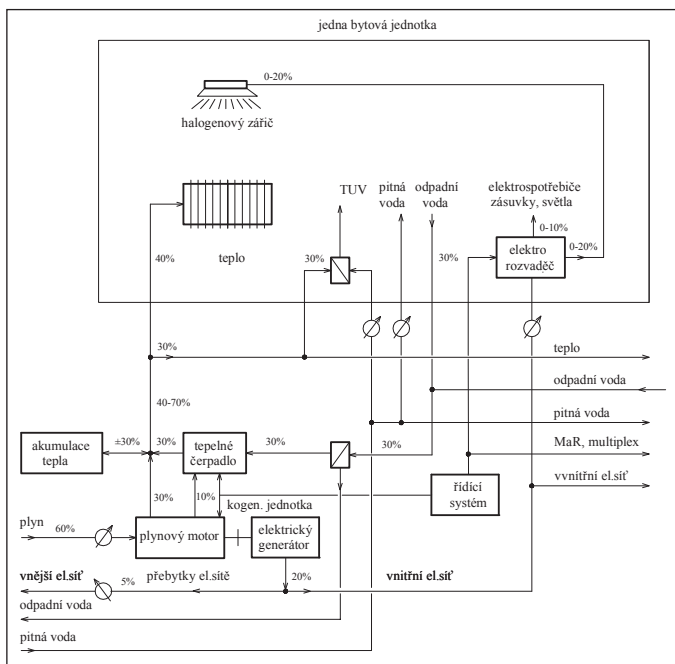 jedna bytová jednotka
0-20%
halogenový zářič
TUV
pitná
voda
odpadní
voda
elektrospotřebiče
zásuvky, světla
0-10%
elektro
rozvaděč
0-20%
40%
teplo
30%
30%
30%
teplo
odpadní voda
40-70%
pitná voda
akumulace
tepla
±30%
30%
tepelné
čerpadlo
30%
30%
MaR, multiplex
řídící
systém
vvnítřní el.síť
30%
10%
kogen. jednotka
plyn
60%
plynový motor
elektrický
generátor
vnější el.síť
5%
přebytky el.sítě
20%
vnitřní el.síť
odpadní voda
pitná voda